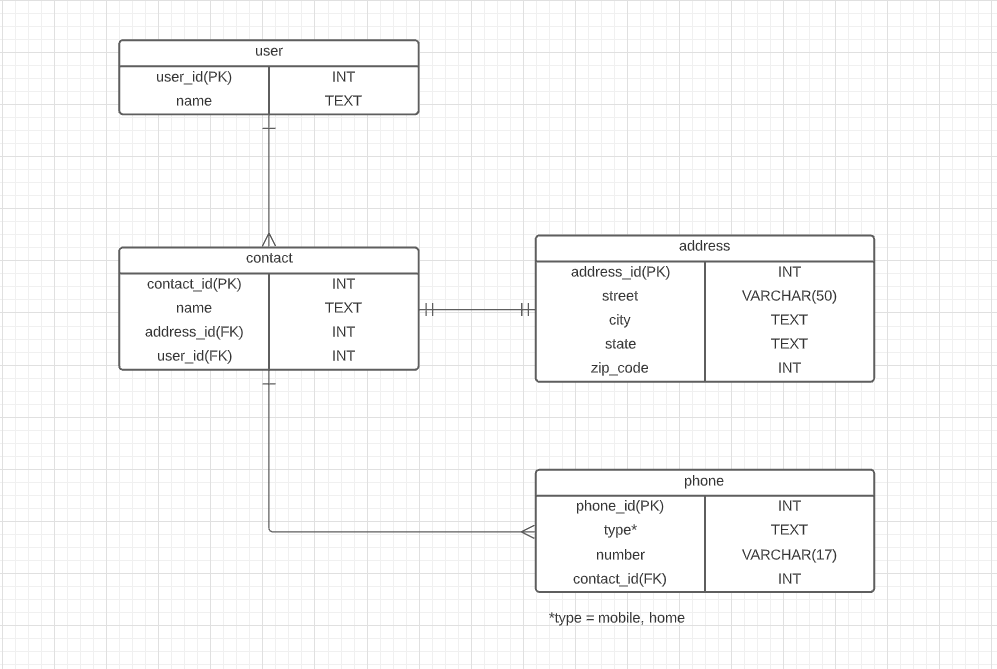 user
user_id(PK) INT
name TEXT
contact
contact_id(PK) INT
name TEXT
address_id(FK) INT
user_id(FK) INT
address
address_id(PK) INT
street VARCHAR(50)
city TEXT
state TEXT
zip_code INT
phone
phone_id(PK) INT
type* TEXT
number VARCHAR(17)
contact_id(FK) INT
*type = mobile, home